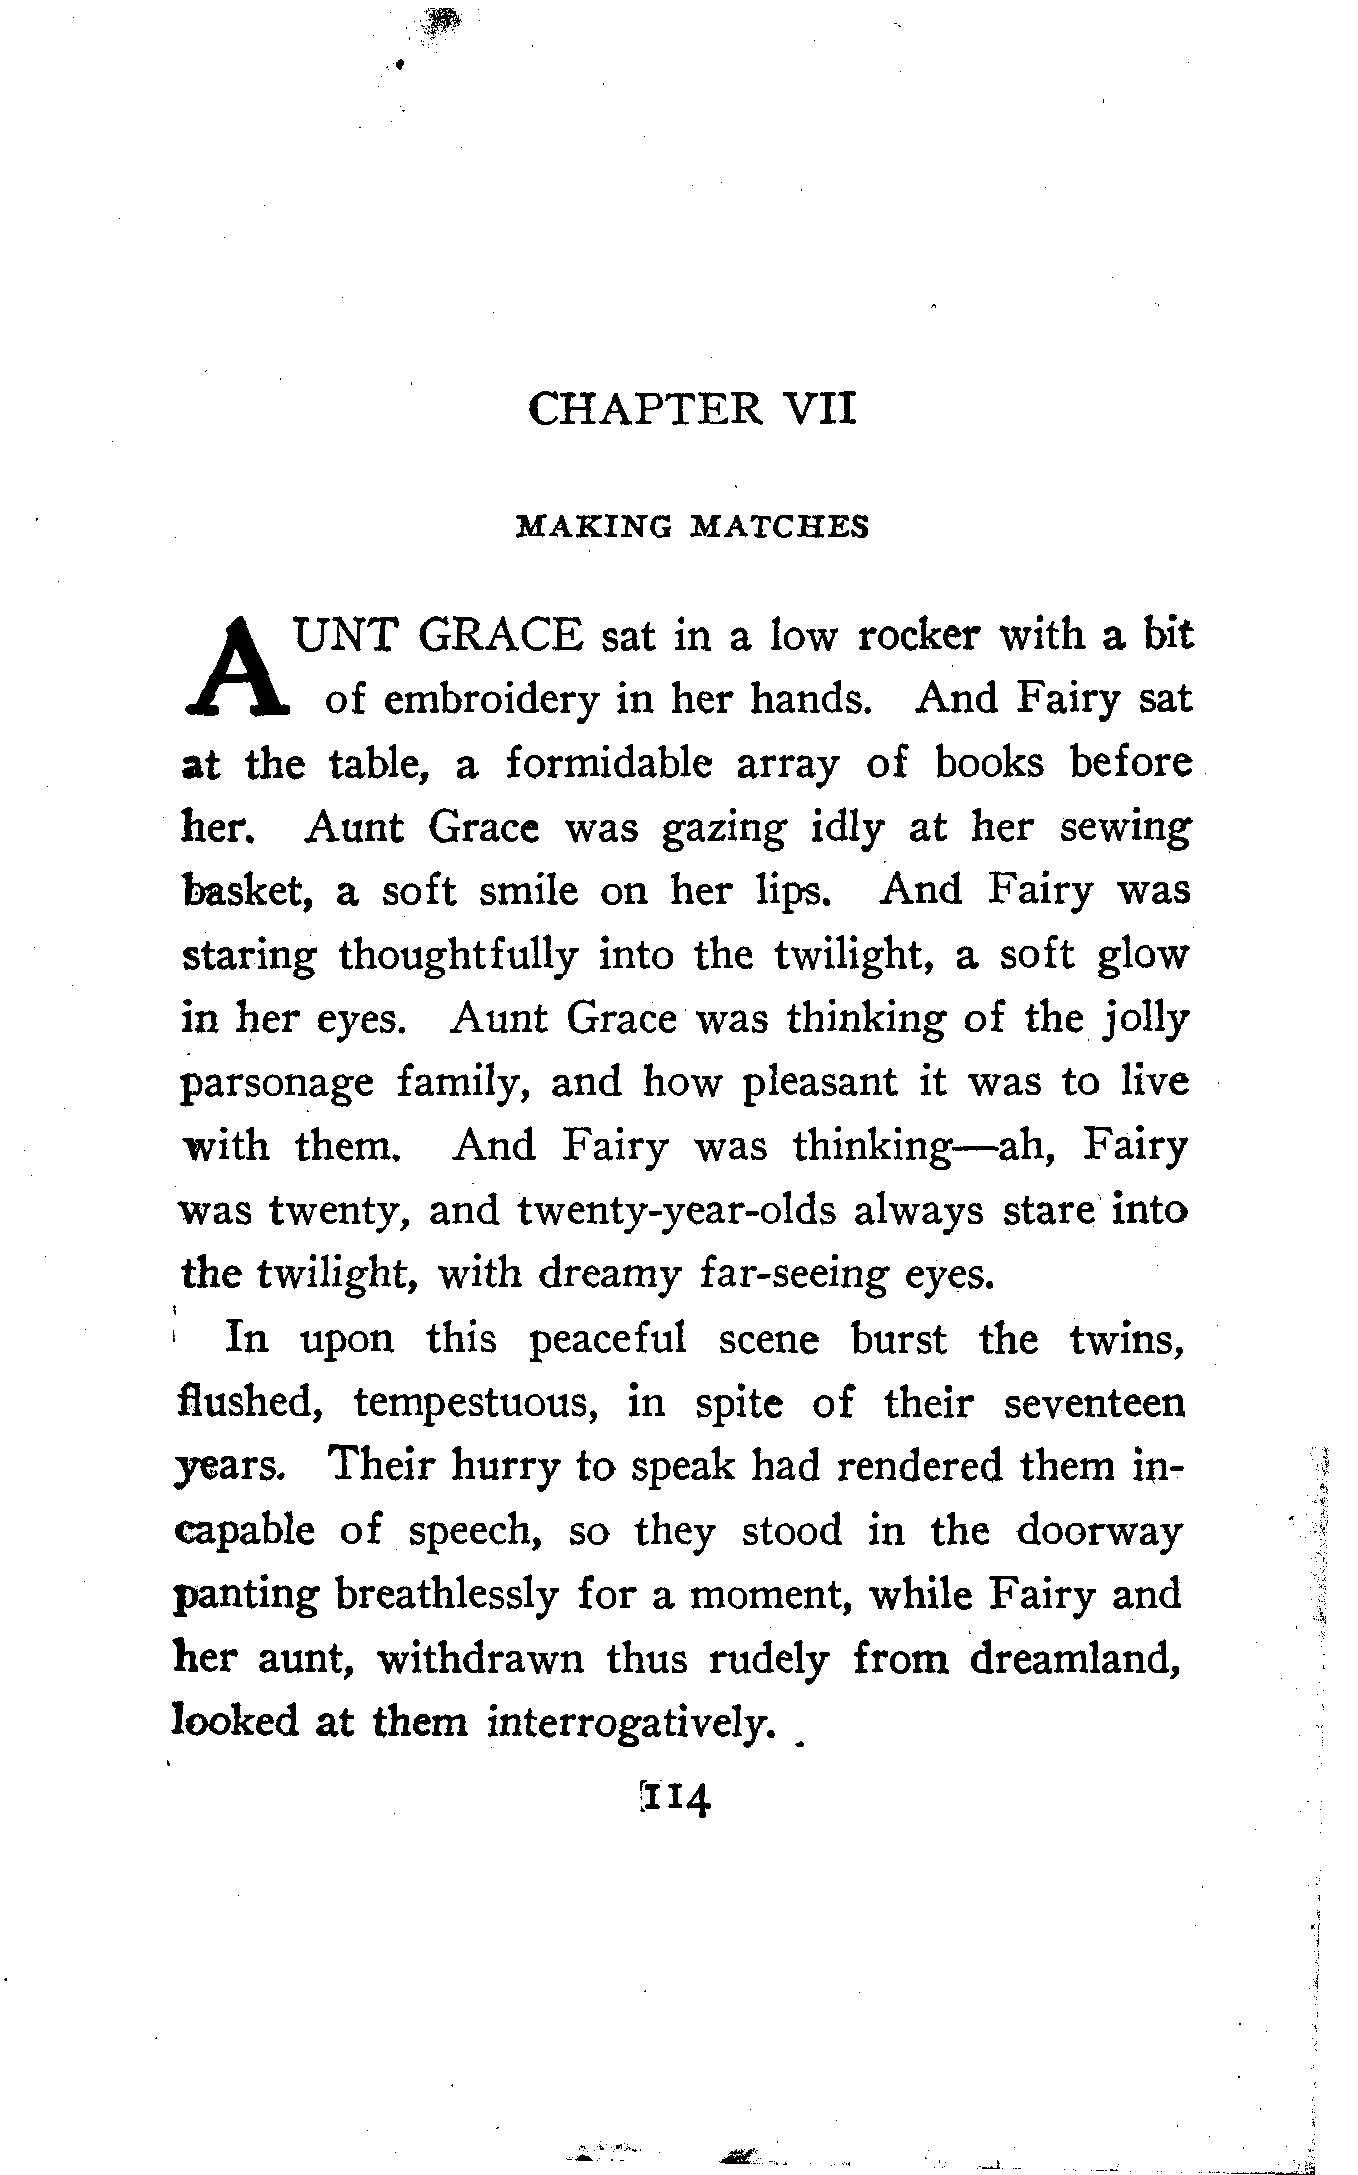 CHAPTER VII
MAKING MATCHES
AUNT GRACE sat in a low rocker with a bit
of embroidery in her hands. And Fairy sat
at the table, a formidable array of books before
her. Aunt Grace was gazing idly at her sewing
basket, a soft smile on her lips. And Fairy was
staring thoughtfully into the twilight, a soft glow
in her eyes. Aunt Grace was thinking of the jolly
parsonage family, and how pleasant it was to live
with them. And Fairy was thinking—ah, Fairy
was twenty, and twenty-year-olds always stare into
the twilight, with dreamy far-seeing eyes.
In upon this peaceful scene burst the twins,
flushed, tempestuous, in spite of their seventeen
years. Their hurry to speak had rendered them in-
capable of speech, so they stood in the doorway
panting breathlessly for a moment, while Fairy and
her aunt, withdrawn thus rudely from dreamland,
looked at them interrogatively.
114